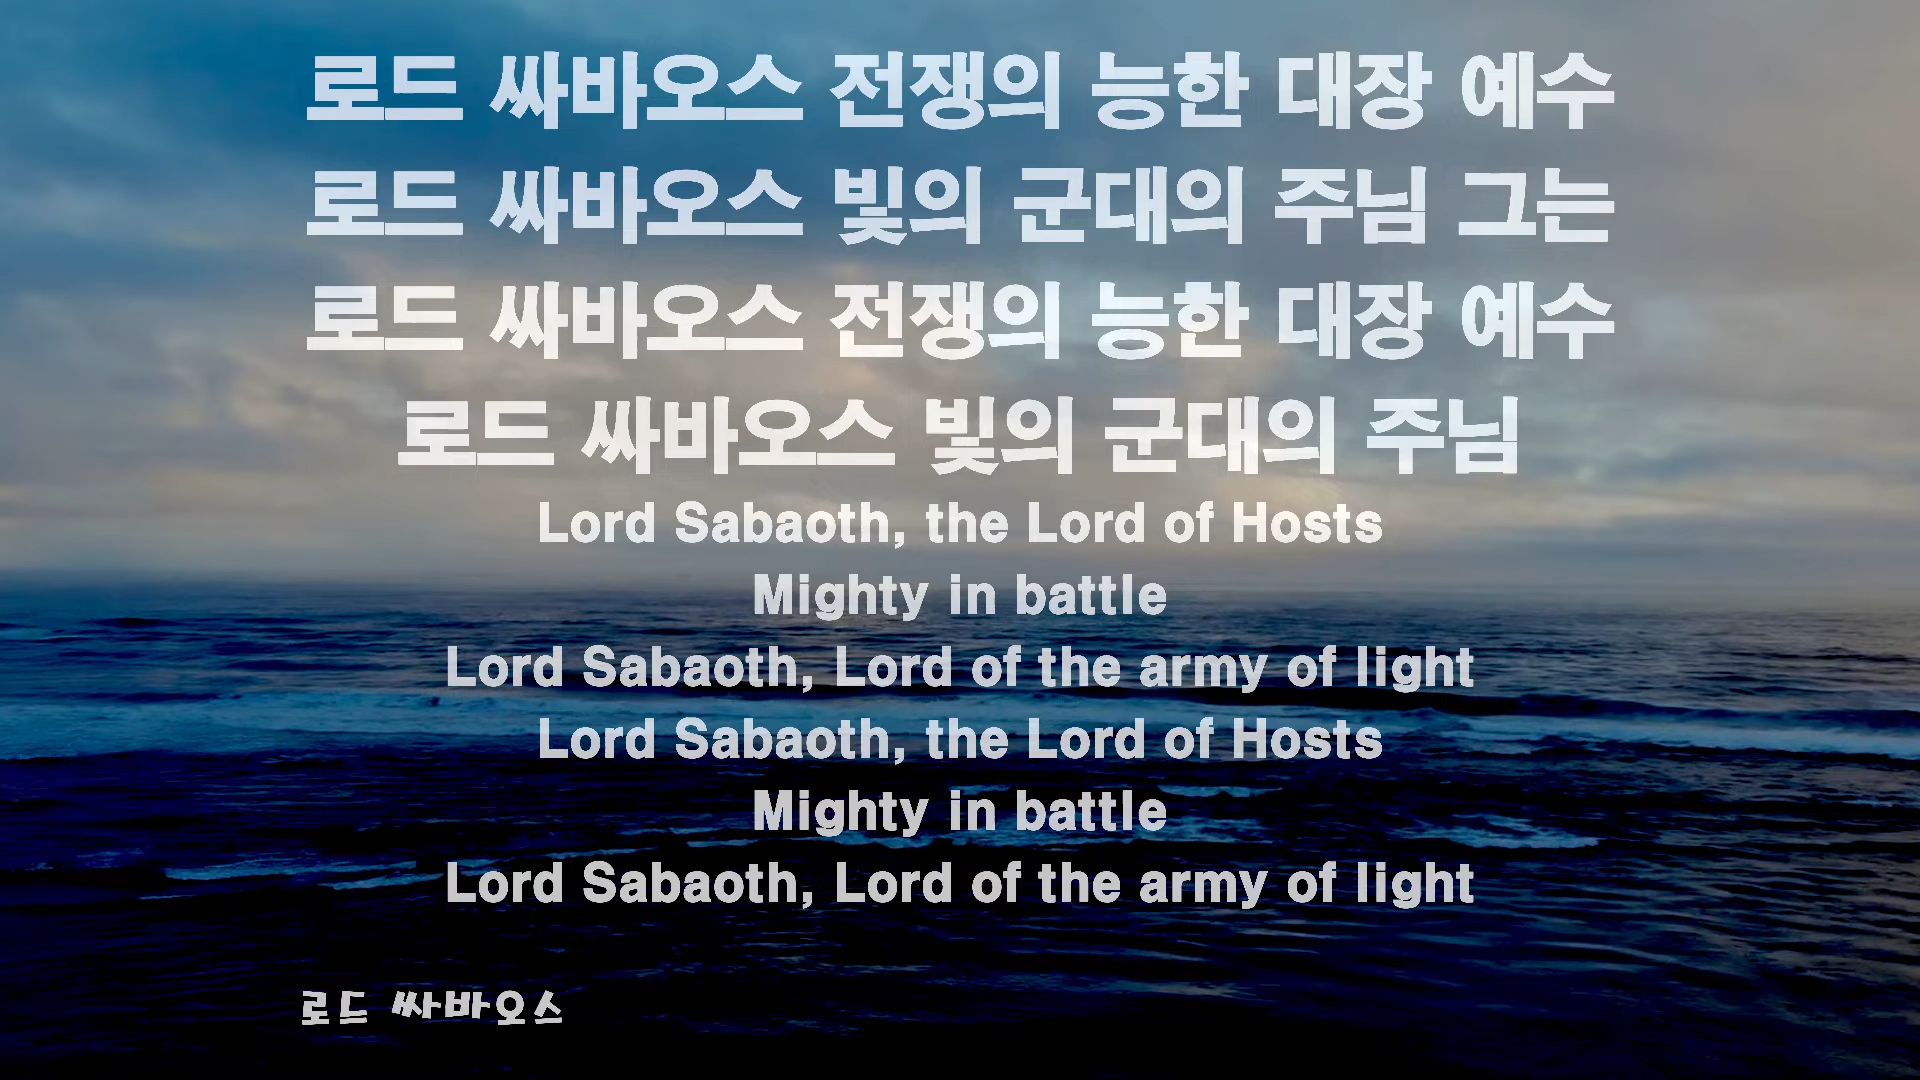 로드 싸바오스 전쟁의 능한 대장 예수
로드 싸바오스 빛의 군대의 주님 그는
로드 싸바오스 전쟁의 능한 대장 예수
로드 싸바오스 빛의 군대의 주님
Lord Sabaoth, the Lord of Hosts
Mighty in battle
Lord Sabaoth, Lord of the army of light
Lord Sabaoth, the Lord of Hosts
Mighty in battle
Lord Sabaoth, Lord of the army of light
로드 싸바오스